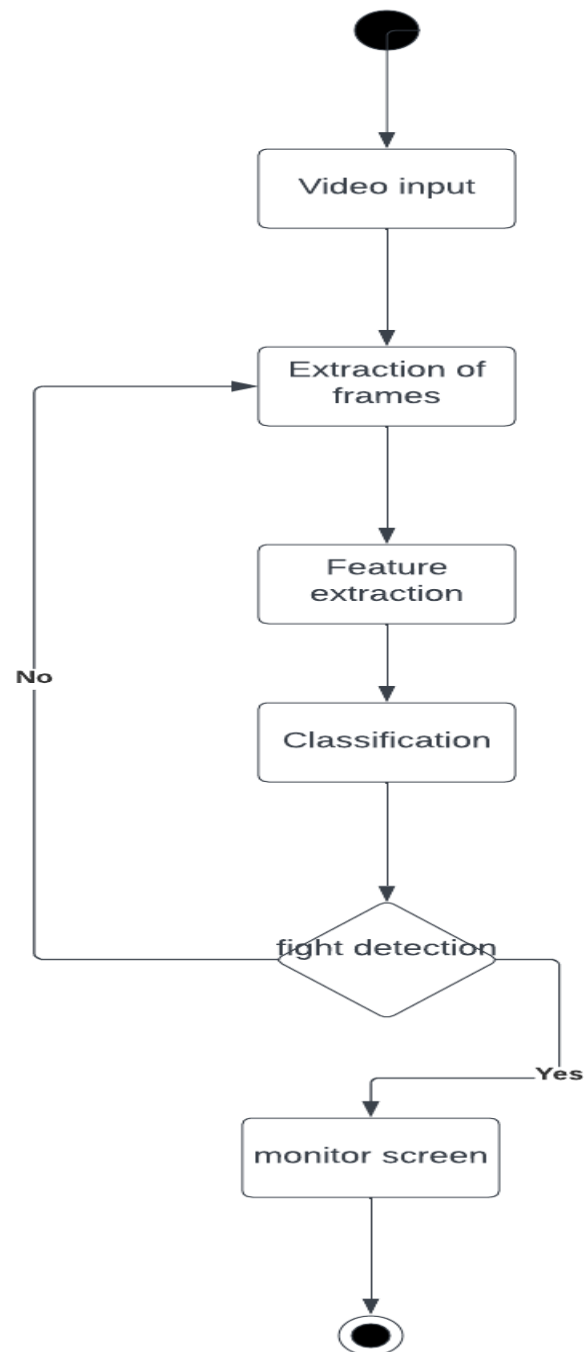 Video input
Extraction of
frames
Feature
extraction
No
Classification
fight detection
Yes
monitor screen